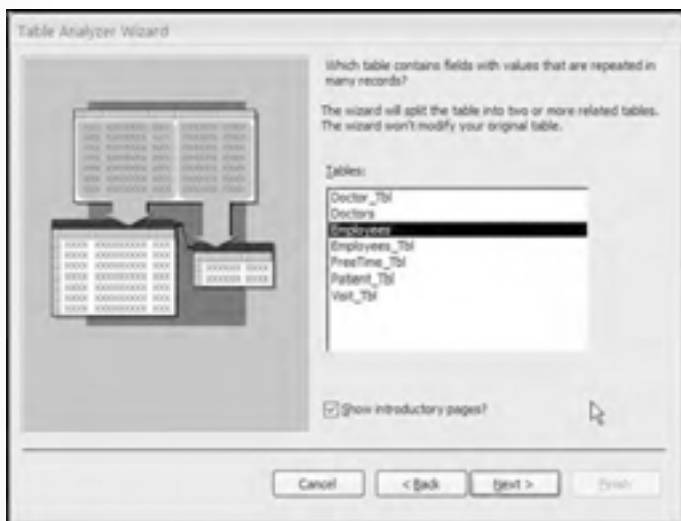 Table Analyzer Wizard
Which table contains fields with values that are repeated in
many records?
The wizard will split the table into two or more related tables.
The wizard won't modify your original table.
Tables:
Doctor_Tbl
Doctors
Employees
Employees_Tbl
FreeTime_Tbl
Patient_Tbl
Visit_Tbl
Show introductory pages?
Cancel
< Back
Next >
Finish